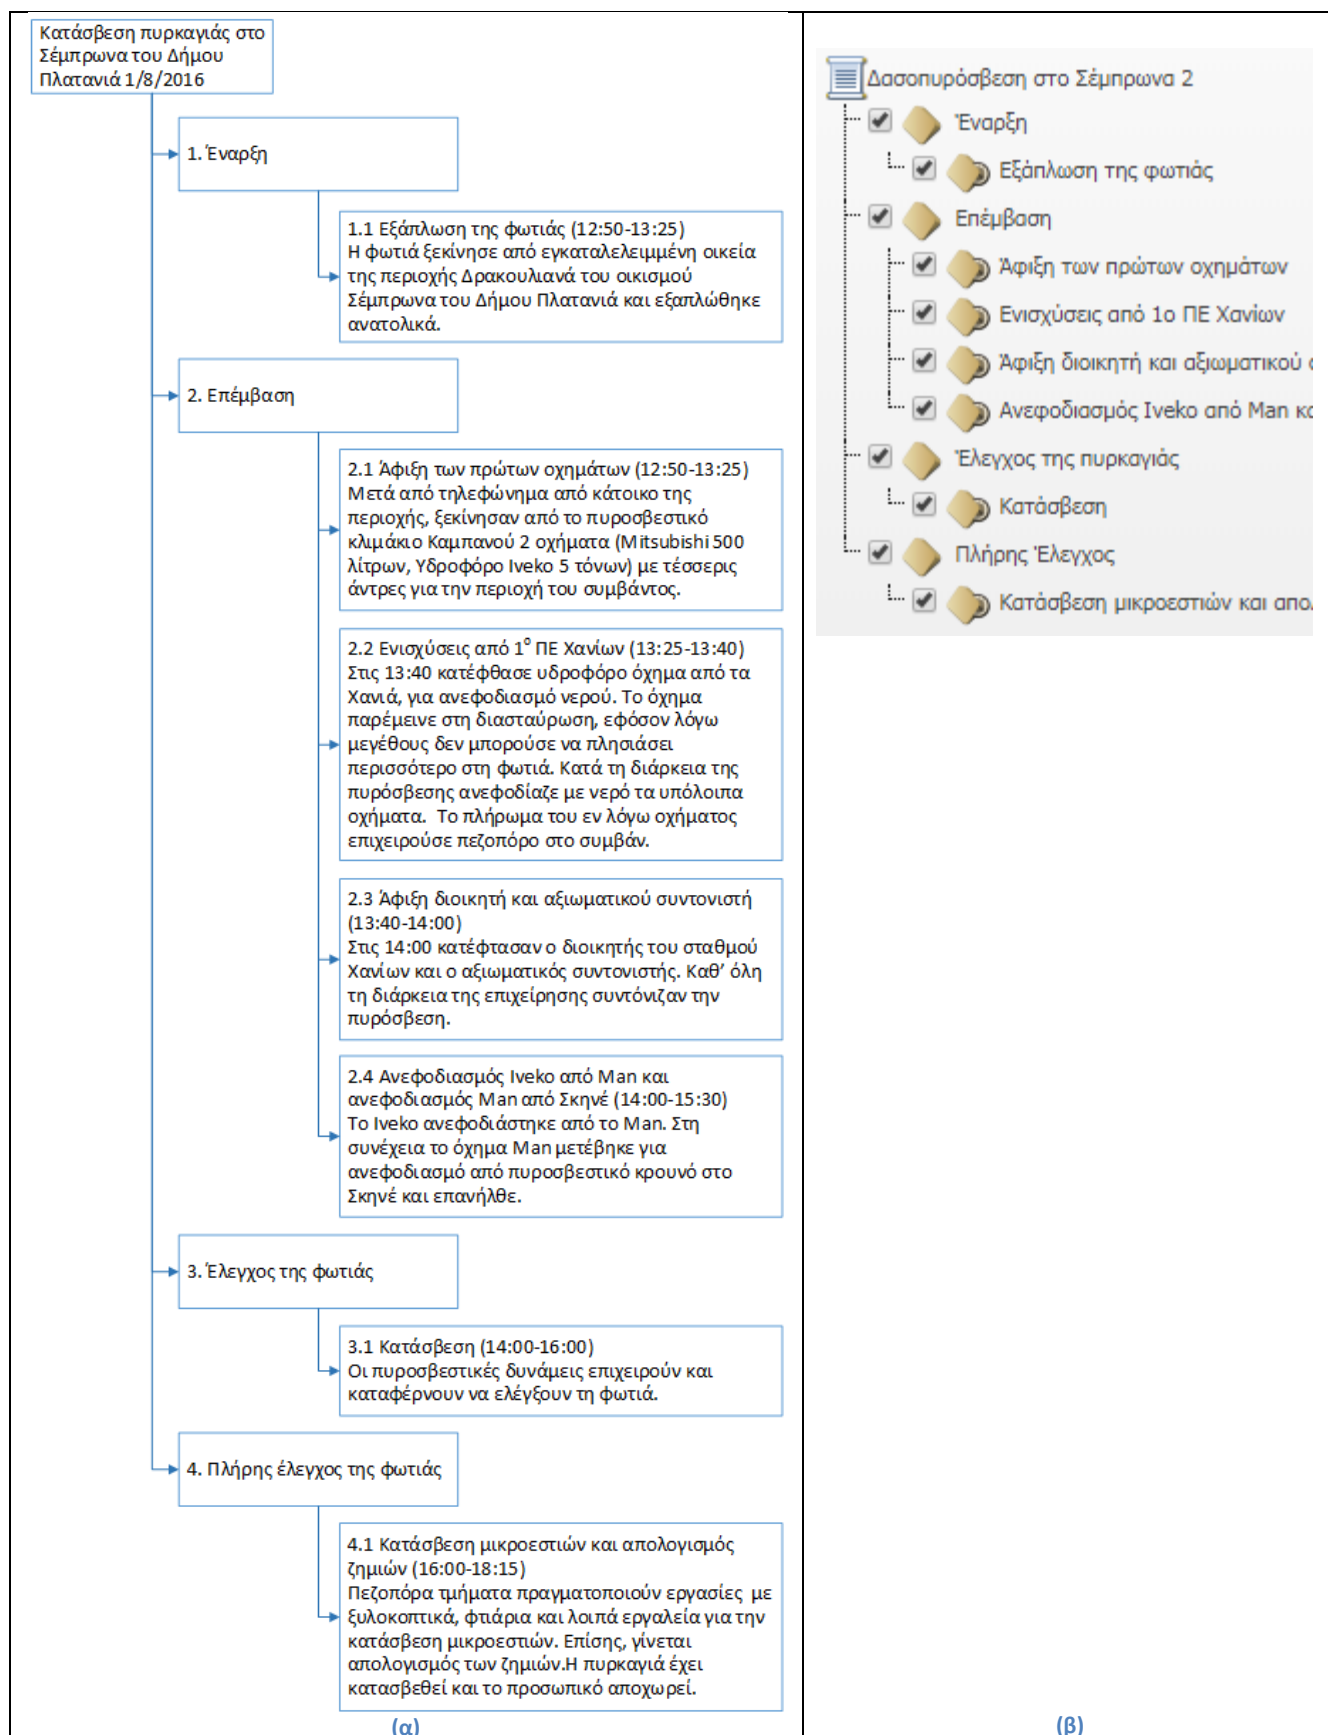 Κατάσβεση πυρκαγιάς στο
Σέμπρωνα του Δήμου
Πλατανιά 1/8/2016
1. Έναρξη
1.1 Εξάπλωση της φωτιάς (12:50-13:25)
Η φωτιά ξεκίνησε από εγκαταλελειμμένη οικεία
της περιοχής Δρακουλιανά του οικισμού
Σέμπρωνα του Δήμου Πλατανιά και εξαπλώθηκε
ανατολικά.
2. Επέμβαση
2.1 Άφιξη των πρώτων οχημάτων (12:50-13:25)
Μετά από τηλεφώνημα από κάτοικο της
περιοχής, ξεκίνησαν από το πυροσβεστικό
κλιμάκιο Καμπανού 2 οχήματα (Mitsubishi 500
λίτρων, Υδροφόρο Iveko 5 τόνων) με τέσσερις
άντρες για την περιοχή του συμβάντος.
2.2 Ενισχύσεις από 1ο ΠΕ Χανίων (13:25-13:40)
Στις 13:40 κατέφθασε υδροφόρο όχημα από τα
Χανιά, για ανεφοδιασμό νερού. Το όχημα
παρέμεινε στη διασταύρωση, εφόσον λόγω
μεγέθους δεν μπορούσε να πλησιάσει
περισσότερο στη φωτιά. Κατά τη διάρκεια της
πυρόσβεσης ανεφοδίαζε με νερό τα υπόλοιπα
οχήματα.  Το πλήρωμα του εν λόγω οχήματος
επιχειρούσε πεζοπόρο στο συμβάν.
2.3 Άφιξη διοικητή και αξιωματικού συντονιστή
(13:40-14:00)
Στις 14:00 κατέφτασαν ο διοικητής του σταθμού
Χανίων και ο αξιωματικός συντονιστής. Καθ’ όλη
τη διάρκεια της επιχείρησης συντόνιζαν την
πυρόσβεση.
2.4 Ανεφοδιασμός Iveko από Man και
ανεφοδιασμός Man από Σκηνέ (14:00-15:30)
Το Iveko ανεφοδιάστηκε από το Man. Στη
συνέχεια το όχημα Man μετέβηκε για
ανεφοδιασμό από πυροσβεστικό κρουνό στο
Σκηνέ και επανήλθε.
3. Έλεγχος της φωτιάς
3.1 Κατάσβεση (14:00-16:00)
Οι πυροσβεστικές δυνάμεις επιχειρούν και
καταφέρνουν να ελέγξουν τη φωτιά.
4. Πλήρης έλεγχος της φωτιάς
4.1 Κατάσβεση μικροεστιών και απολογισμός
ζημιών (16:00-18:15)
Πεζοπόρα τμήματα πραγματοποιούν εργασίες  με
ξυλοκοπτικά, φτιάρια και λοιπά εργαλεία για την
κατάσβεση μικροεστιών. Επίσης, γίνεται
απολογισμός των ζημιών.Η πυρκαγιά έχει
κατασβεθεί και το προσωπικό αποχωρεί.
(α)
Δασοπυρόσβεση στο Σέμπρωνα 2
Έναρξη
Εξάπλωση της φωτιάς
Επέμβαση
Άφιξη των πρώτων οχημάτων
Ενισχύσεις από 1ο ΠΕ Χανίων
Άφιξη διοικητή και αξιωματικού
Ανεφοδιασμός Iveko από Man κα
Έλεγχος της πυρκαγιάς
Κατάσβεση
Πλήρης Έλεγχος
Κατάσβεση μικροεστιών και απο
(β)